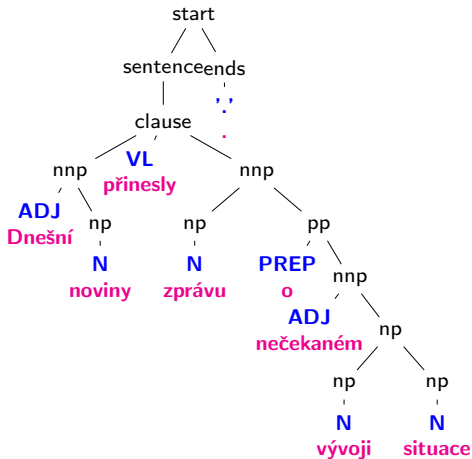 start
sentence ends
'.'
clause .
nnp VL nnp
přinesly
ADJ np np pp
Dnešní
N N PREP nnp
noviny zprávu o
ADJ np
nečekaném
np np
N N
vývoji situace